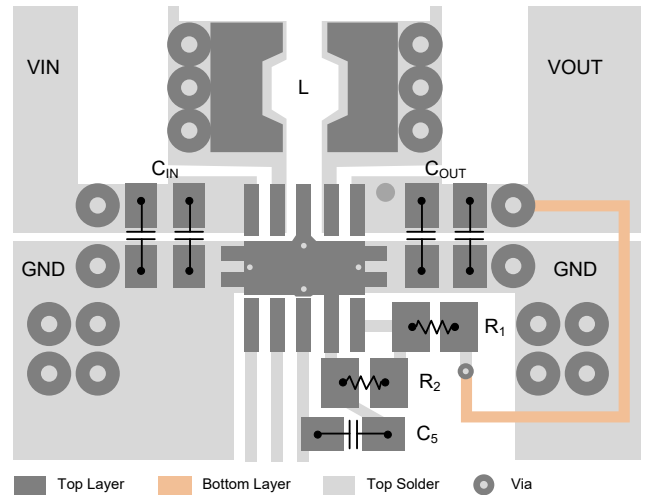 VIN
VOUT
L
CIN
COUT
GND
GND
R1
R2
C5
Top Layer
Bottom Layer
Top Solder
Via